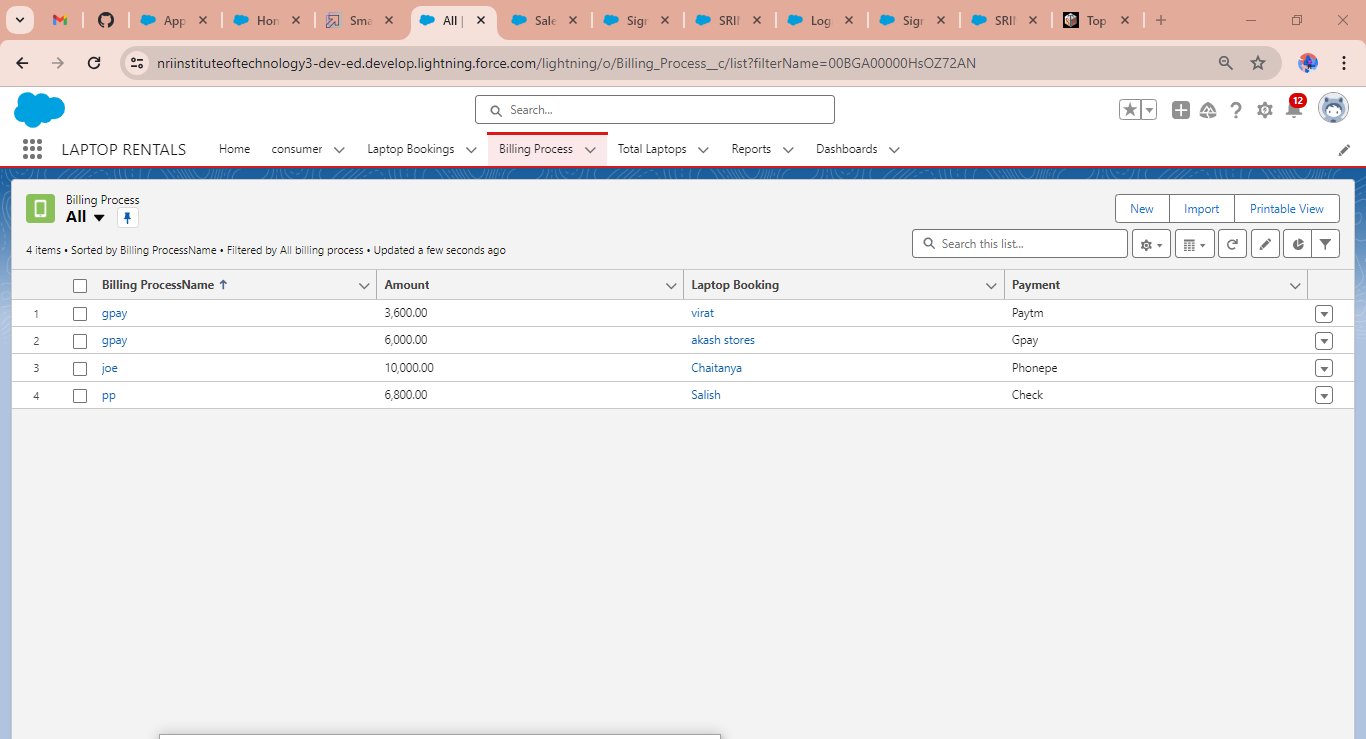 App Hon Sma All | Sale Sign SRIN Log Sign SRIN Top
nriinstituteoftechnology3-dev-ed.develop.lightning.force.com/lightning/o/Billing_Process__c/list?filterName=00BGA00000HsOZ72AN
Search...
12
LAPTOP RENTALS Home consumer Laptop Bookings Billing Process Total Laptops Reports Dashboards
Billing Process
All
New Import Printable View
4 items • Sorted by Billing ProcessName • Filtered by All billing process • Updated a few seconds ago
Search this list...
Billing ProcessName ↑ Amount Laptop Booking Payment
1 gpay 3,600.00 virat Paytm
2 gpay 6,000.00 akash stores Gpay
3 joe 10,000.00 Chaitanya Phonepe
4 pp 6,800.00 Salish Check